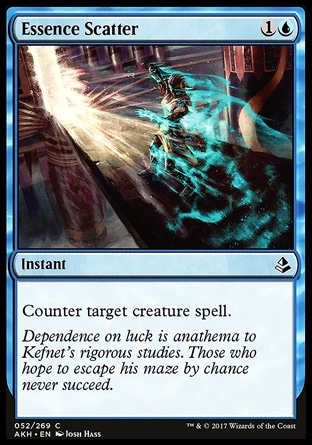 Essence Scatter 1
Instant
Counter target creature spell.
Dependence on luck is anathema to
Kefnet's rigorous studies. Those who
hope to escape his maze by chance
never succeed.
052/269 C
AKH • EN Josh Hass
™ & © 2017 Wizards of the Coast